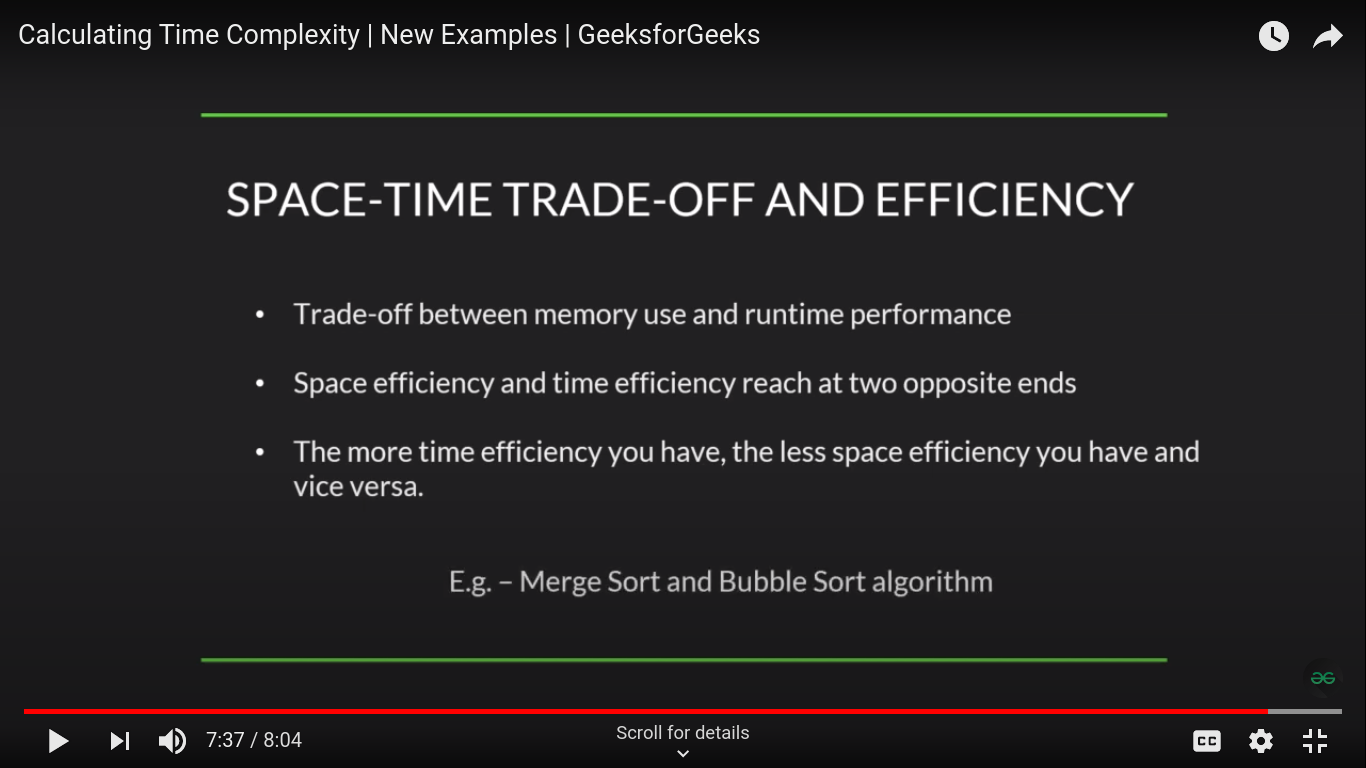 Calculating Time Complexity | New Examples | GeeksforGeeks
SPACE-TIME TRADE-OFF AND EFFICIENCY
• Trade-off between memory use and runtime performance
• Space efficiency and time efficiency reach at two opposite ends
• The more time efficiency you have, the less space efficiency you have and
vice versa.
E.g. – Merge Sort and Bubble Sort algorithm
7:37 / 8:04
Scroll for details
CC